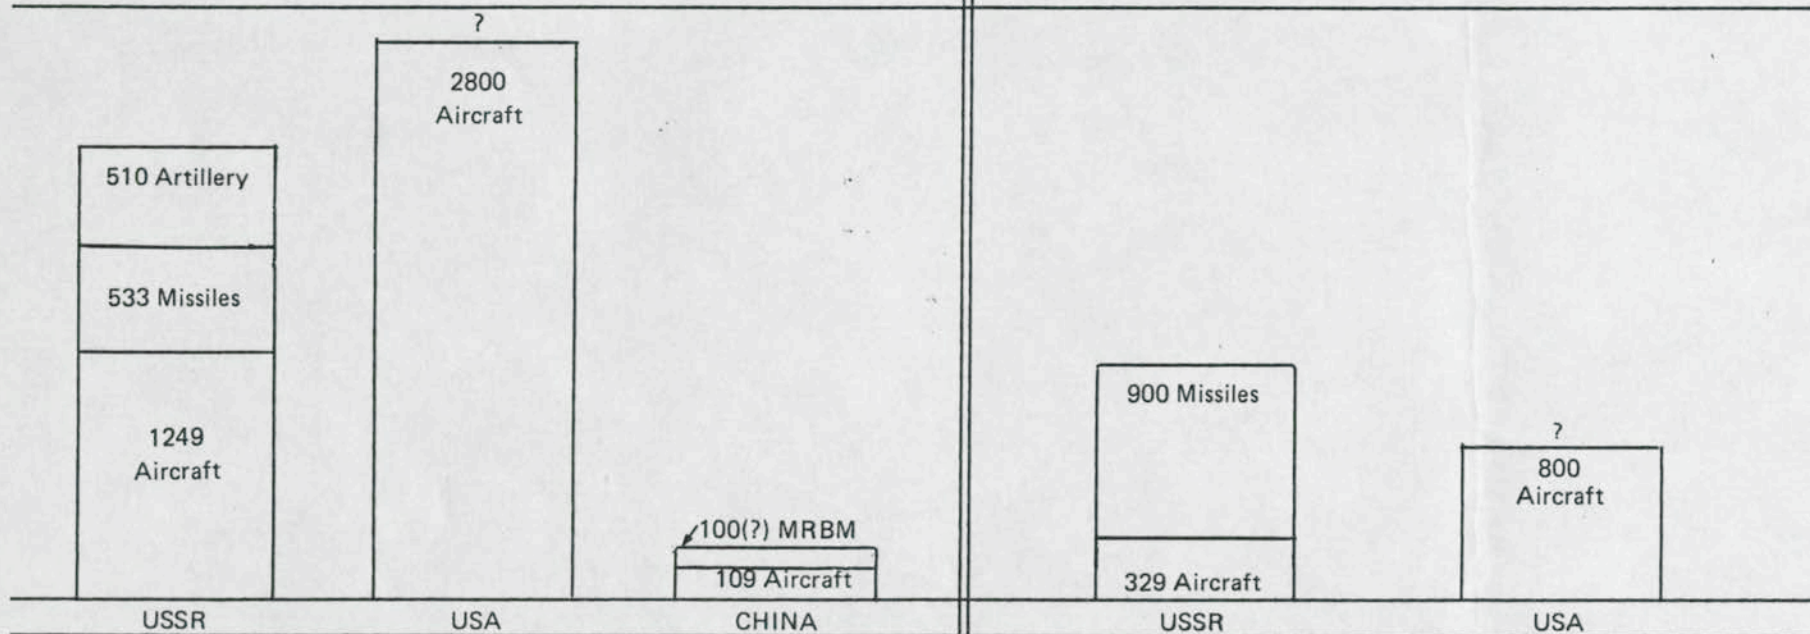 ?
2800
Aircraft
510 Artillery
533 Missiles
1249
Aircraft
100(?) MRBM
109 Aircraft
USSR
USA
CHINA
900 Missiles
329 Aircraft
?
800
Aircraft
USSR
USA